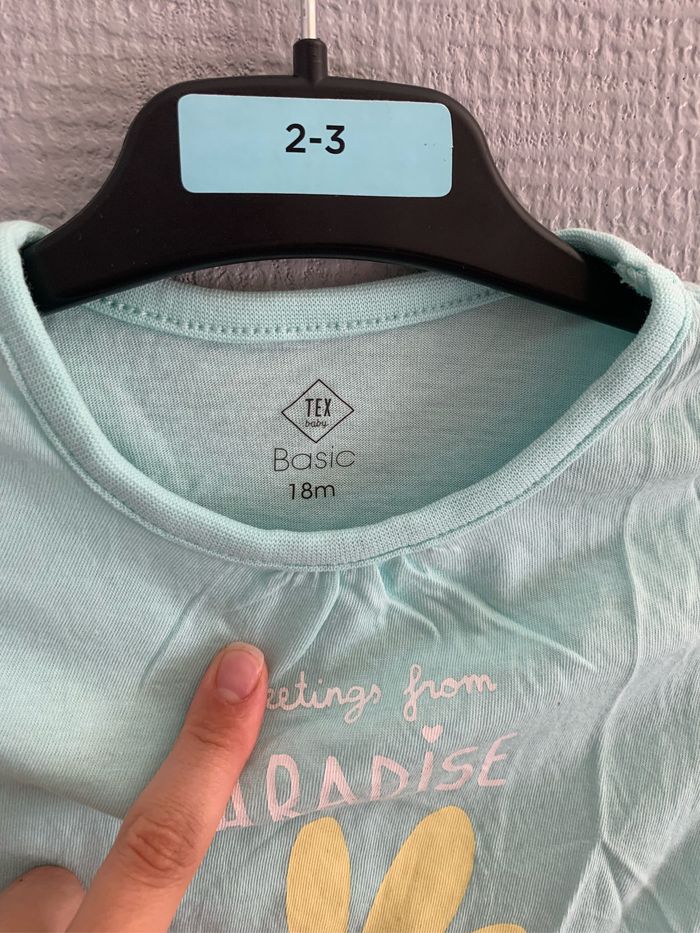 2-3
TEX
baby
Basic
18m
eetings from
ARADiSE